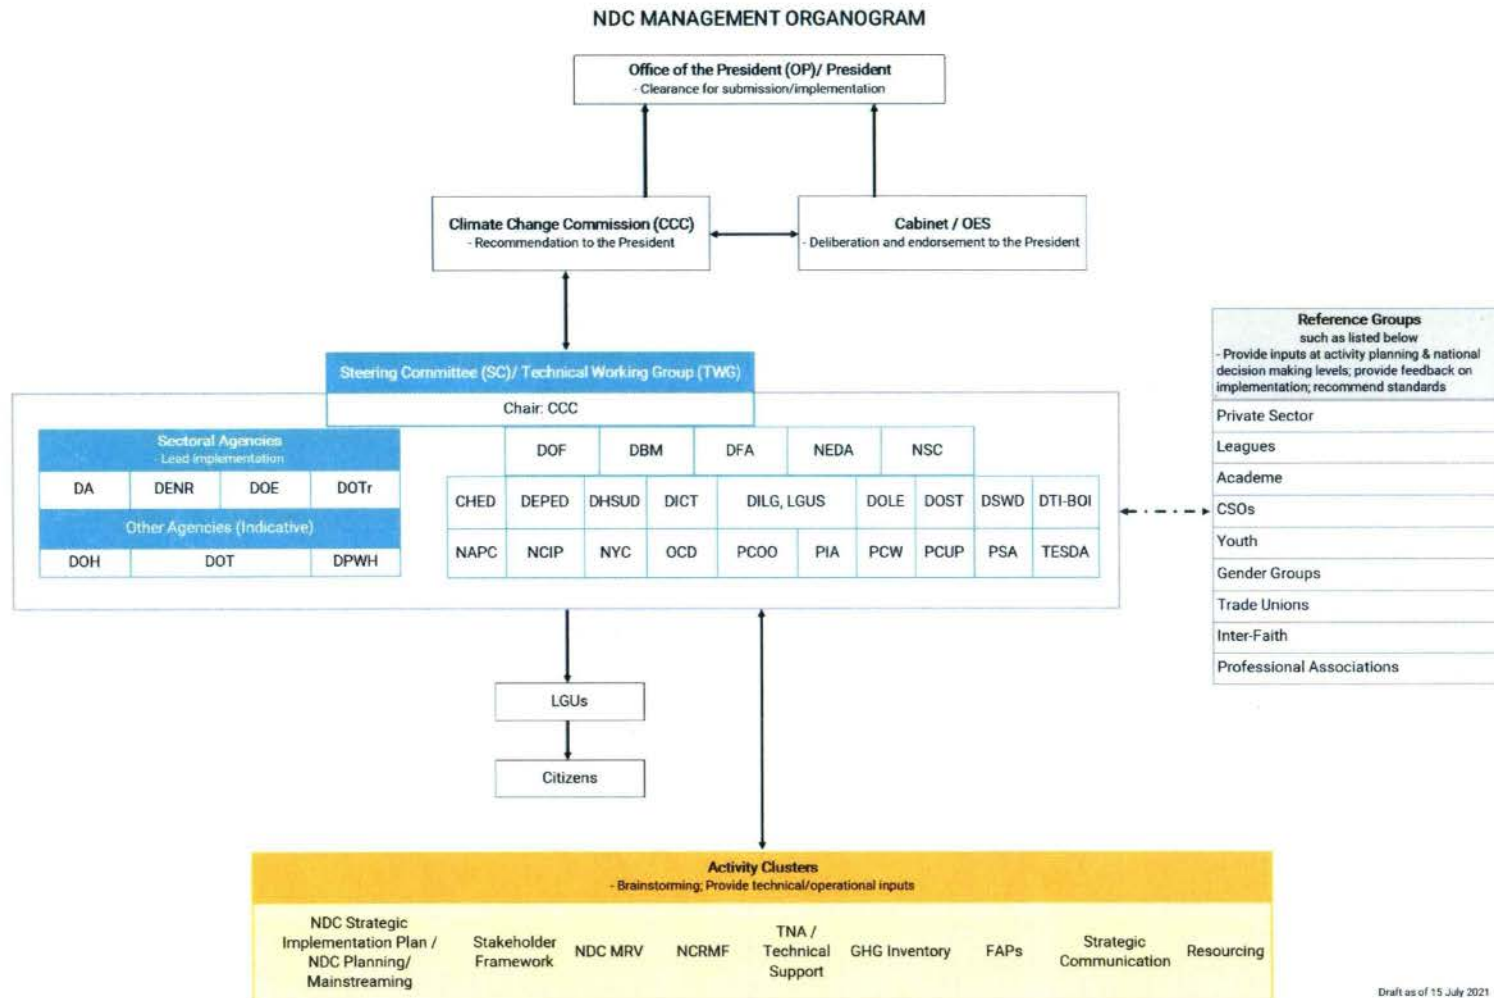 NDC MANAGEMENT ORGANOGRAM
Office of the President (OP)/ President
- Clearance for submission/implementation
Climate Change Commission (CCC)
- Recommendation to the President
Cabinet / OES
- Deliberation and endorsement to the President
Steering Committee (SC)/ Technical Working Group (TWG)
Chair: CCC
Sectoral Agencies
- Lead implementation
DA DENR DOE DOTr
Other Agencies (Indicative)
DOH DOT DPWH
DOF DBM DFA NEDA NSC
CHED DEPED DHSUD DICT DILG, LGUS DOLE DOST DSWD DTI-BOI
NAPC NCIP NYC OCD PCOO PIA PCW PCUP PSA TESDA
Reference Groups
such as listed below
- Provide inputs at activity planning & national
decision making levels; provide feedback on
implementation; recommend standards
Private Sector
Leagues
Academe
CSOs
Youth
Gender Groups
Trade Unions
Inter-Faith
Professional Associations
LGUs
Citizens
Activity Clusters
- Brainstorming; Provide technical/operational inputs
NDC Strategic
Implementation Plan /
NDC Planning/
Mainstreaming
Stakeholder
Framework
NDC MRV
NCRMF
TNA /
Technical
Support
GHG Inventory
FAPs
Strategic
Communication
Resourcing
Draft as of 15 July 2021